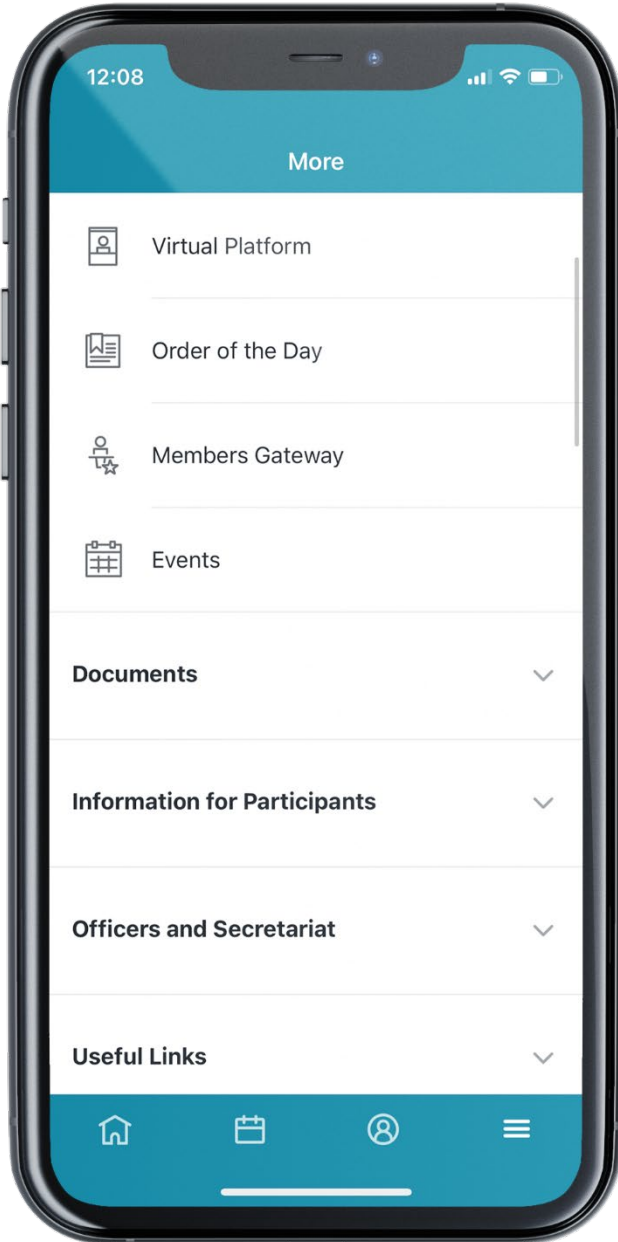 12:08
More
Virtual Platform
Order of the Day
Members Gateway
Events
Documents
Information for Participants
Officers and Secretariat
Useful Links